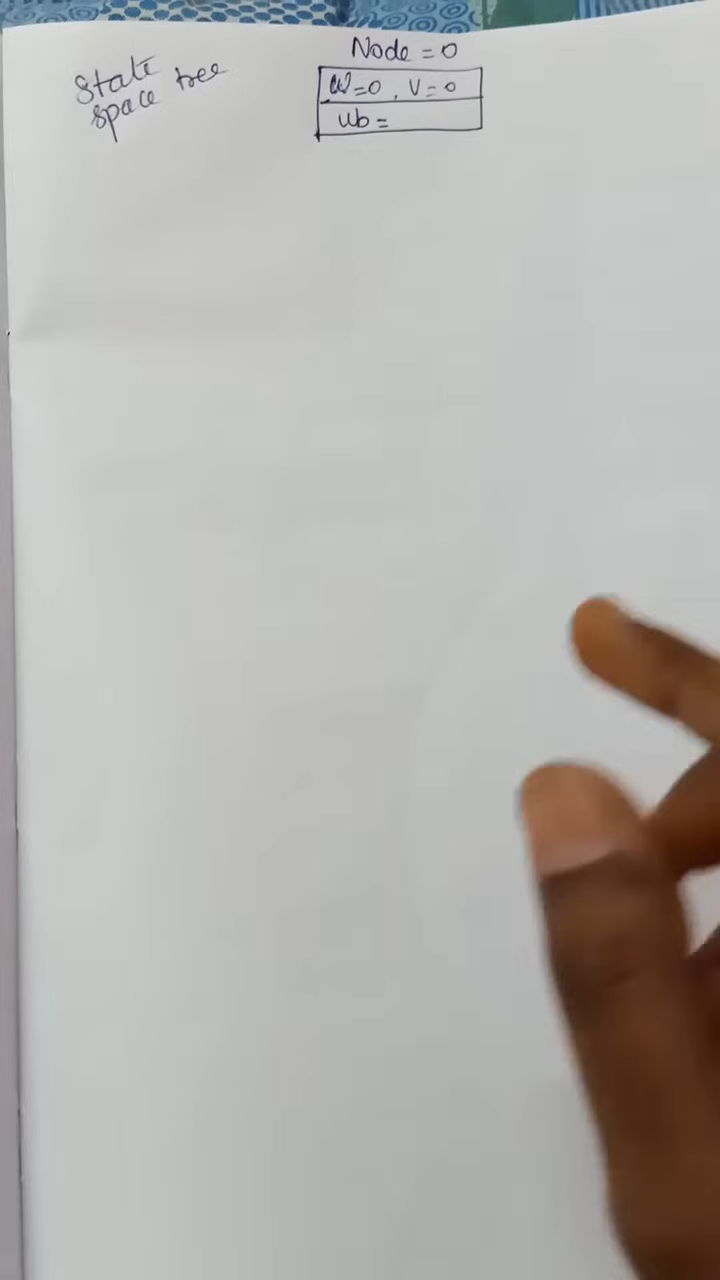 State
space tree
Node = 0
w=0, v=0
ub=